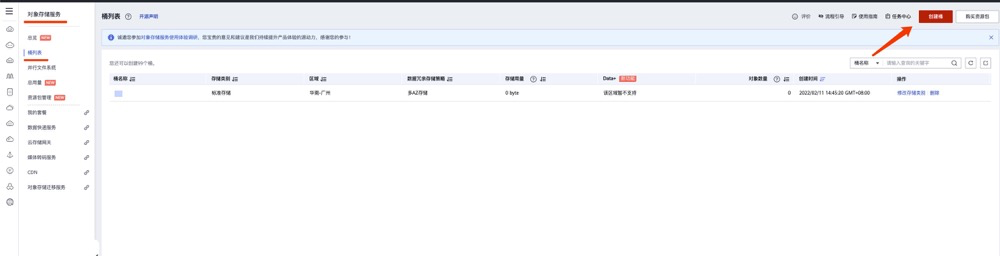 对象存储服务
总览 NEW
桶列表
并行文件系统
总用量 NEW
资源包管理 NEW
我的套餐
数据快递服务
云存储网关
媒体转码服务
CDN
对象存储迁移服务
桶列表 开源声明
评价 流程引导 使用指南 任务中心 创建桶 购买资源包
诚邀您参加对象存储服务使用体验调研，您宝贵的意见和建议是我们持续提升产品体验的源动力，感谢您的参与！
您还可以创建99个桶。
桶名称 请输入查询的关键字
桶名称 存储类别 区域 数据冗余存储策略 存储用量 Data+ 对象数量 创建时间 操作
标准存储 华南-广州 多AZ存储 0 byte 该区域暂不支持 0 2022/02/11 14:45:20 GMT+08:00 修改存储类别 删除